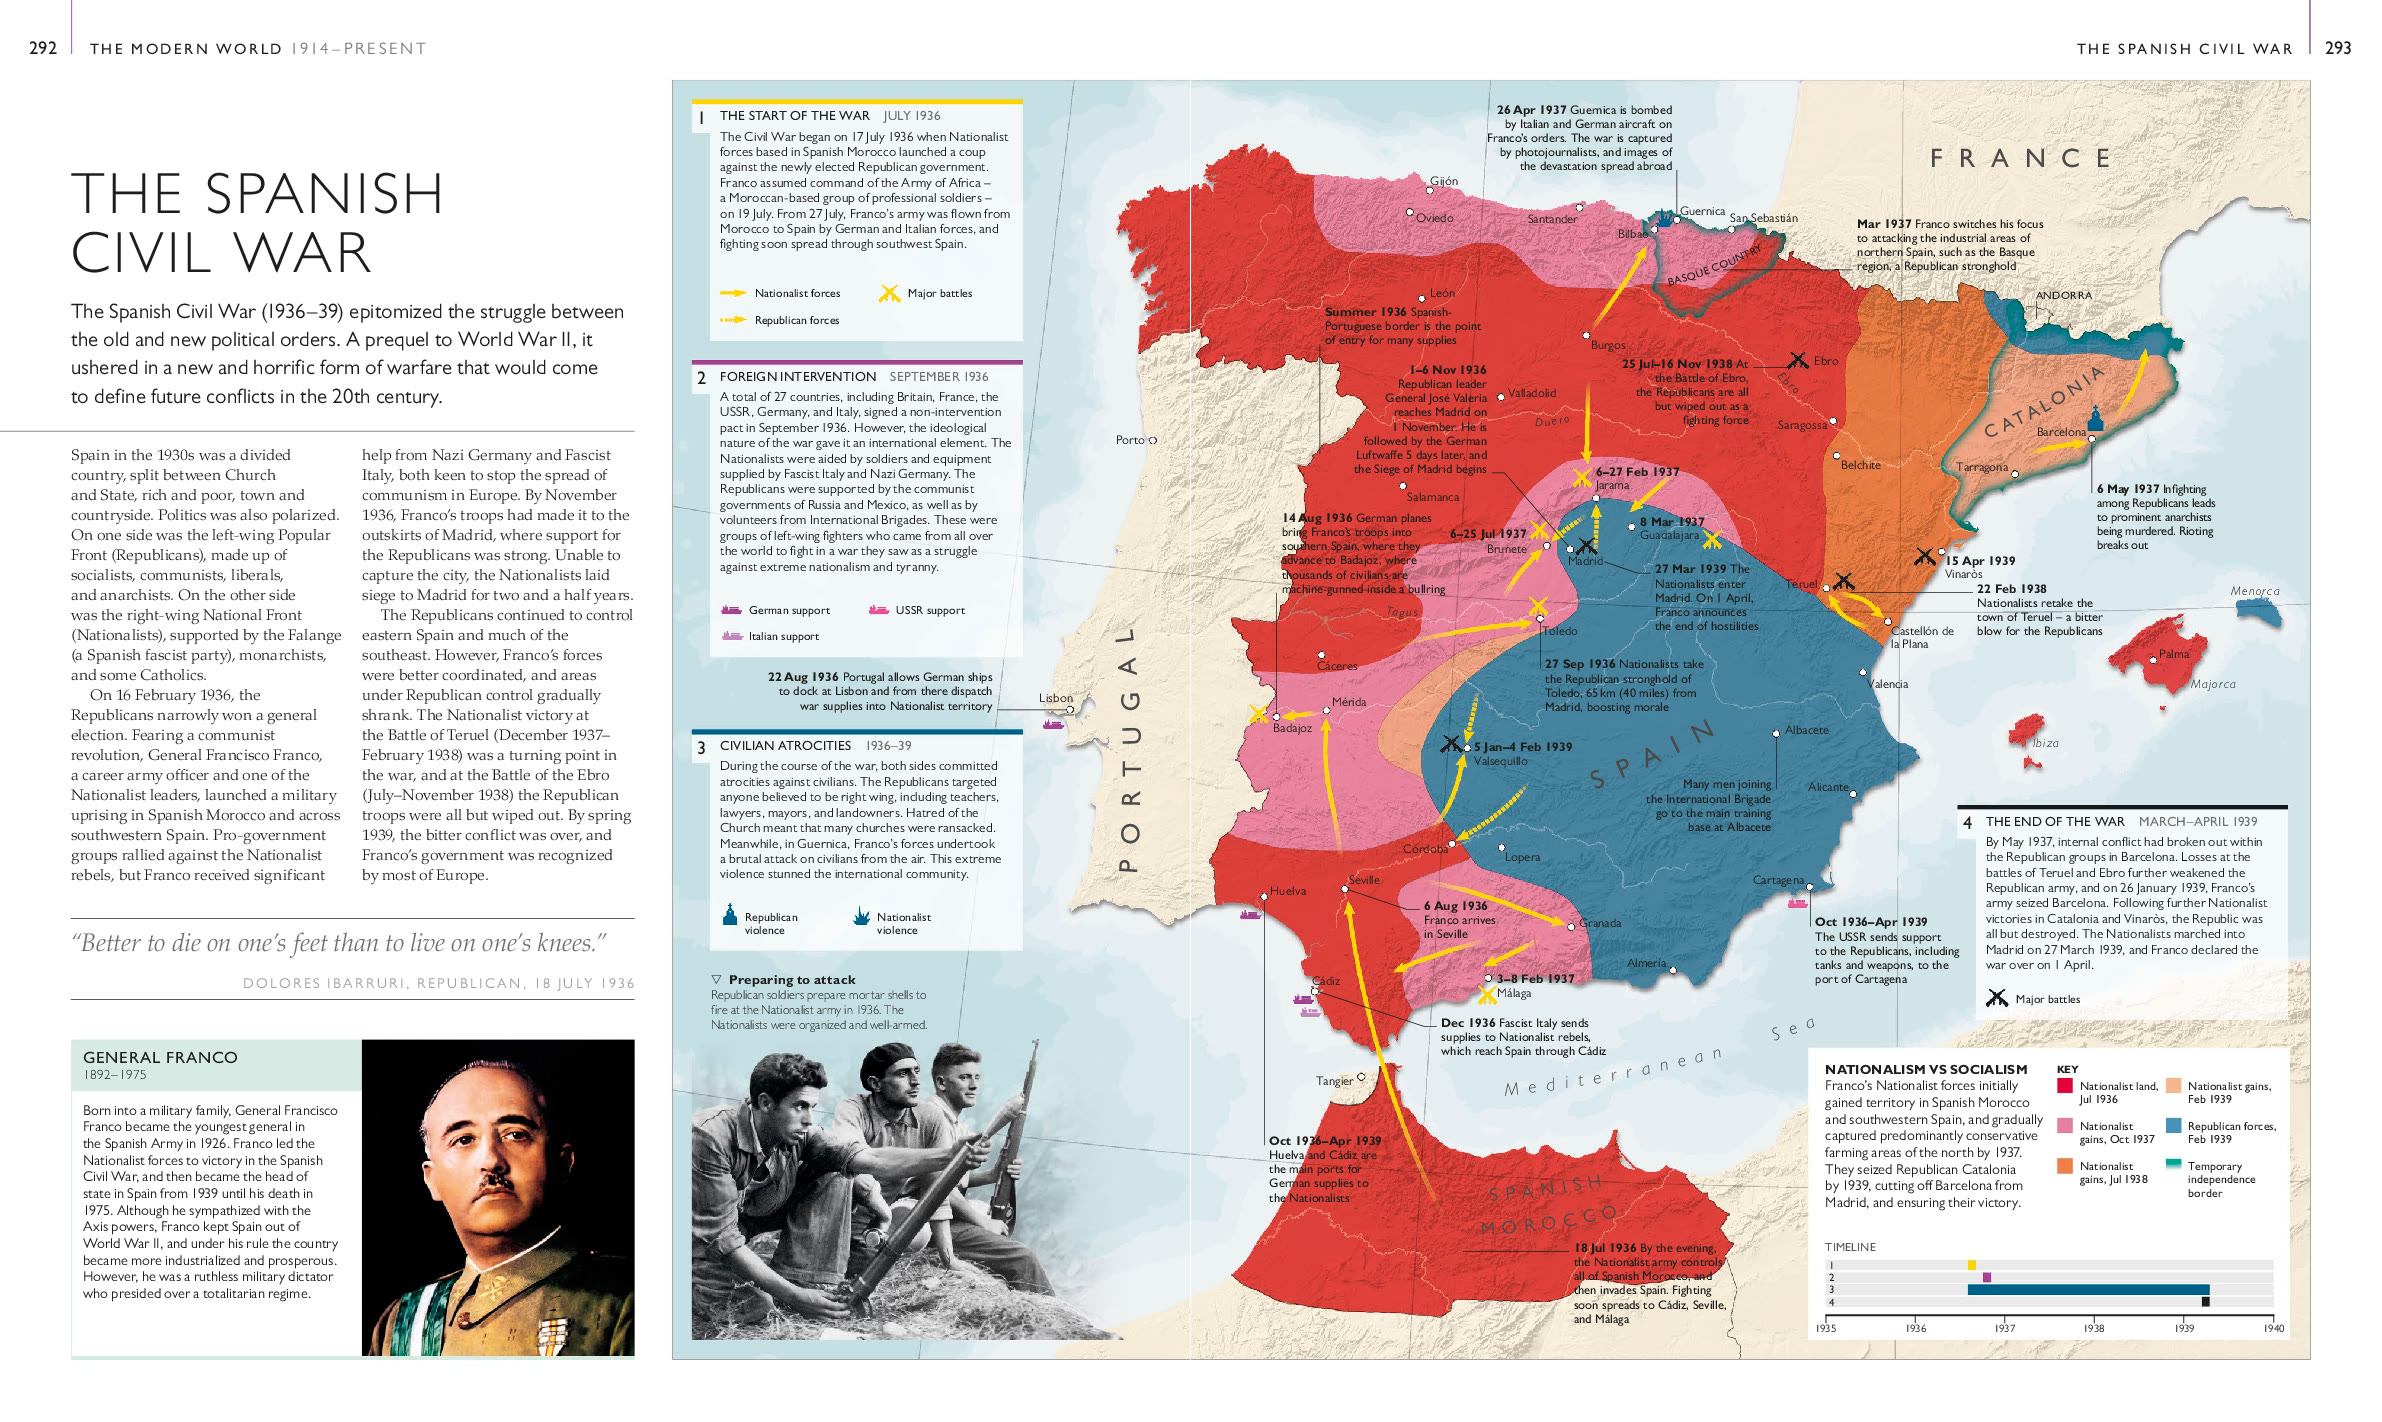 292
THE MODERN WORLD 1914–PRESENT
THE SPANISH CIVIL WAR
293
THE SPANISH
CIVIL WAR
The Spanish Civil War (1936–39) epitomized the struggle between
the old and new political orders. A prequel to World War II, it
ushered in a new and horrific form of warfare that would come
to define future conflicts in the 20th century.
Spain in the 1930s was a divided
country, split between Church
and State, rich and poor, town and
countryside. Politics was also polarized.
On one side was the left-wing Popular
Front (Republicans), made up of
socialists, communists, liberals,
and anarchists. On the other side
was the right-wing National Front
(Nationalists), supported by the Falange
(a Spanish fascist party), monarchists,
and some Catholics.
On 16 February 1936, the
Republicans narrowly won a general
election. Fearing a communist
revolution, General Francisco Franco,
a career army officer and one of the
Nationalist leaders, launched a military
uprising in Spanish Morocco and across
southwestern Spain. Pro-government
groups rallied against the Nationalist
rebels, but Franco received significant
help from Nazi Germany and Fascist
Italy, both keen to stop the spread of
communism in Europe. By November
1936, Franco's troops had made it to the
outskirts of Madrid, where support for
the Republicans was strong. Unable to
capture the city, the Nationalists laid
siege to Madrid for two and a half years.
The Republicans continued to control
eastern Spain and much of the
southeast. However, Franco's forces
were better coordinated, and areas
under Republican control gradually
shrank. The Nationalist victory at
the Battle of Teruel (December 1937–
February 1938) was a turning point in
the war, and at the Battle of the Ebro
(July–November 1938) the Republican
troops were all but wiped out. By spring
1939, the bitter conflict was over, and
Franco's government was recognized
by most of Europe.
"Better to die on one's feet than to live on one's knees."
DOLORES IBARRURI, REPUBLICAN, 18 JULY 1936
GENERAL FRANCO
1892–1975
Born into a military family, General Francisco
Franco became the youngest general in
the Spanish Army in 1926. Franco led the
Nationalist forces to victory in the Spanish
Civil War, and then became the head of
state in Spain from 1939 until his death in
1975. Although he sympathized with the
Axis powers, Franco kept Spain out of
World War II, and under his rule the country
became more industrialized and prosperous.
However, he was a ruthless military dictator
who presided over a totalitarian regime.
1 THE START OF THE WAR JULY 1936
The Civil War began on 17 July 1936 when Nationalist
forces based in Spanish Morocco launched a coup
against the newly elected Republican government.
Franco assumed command of the Army of Africa –
a Moroccan-based group of professional soldiers –
on 19 July. From 27 July, Franco's army was flown from
Morocco to Spain by German and Italian forces, and
fighting soon spread through southwest Spain.
Nationalist forces
Major battles
Republican forces
2 FOREIGN INTERVENTION SEPTEMBER 1936
A total of 27 countries, including Britain, France, the
USSR, Germany, and Italy, signed a non-intervention
pact in September 1936. However, the ideological
nature of the war gave it an international element. The
Nationalists were aided by soldiers and equipment
supplied by Fascist Italy and Nazi Germany. The
Republicans were supported by the communist
governments of Russia and Mexico, as well as by
volunteers from International Brigades. These were
groups of left-wing fighters who came from all over
the world to fight in a war they saw as a struggle
against extreme nationalism and tyranny.
German support
USSR support
Italian support
22 Aug 1936 Portugal allows German ships
to dock at Lisbon and from there dispatch
war supplies into Nationalist territory
3 CIVILIAN ATROCITIES 1936–39
During the course of the war, both sides committed
atrocities against civilians. The Republicans targeted
anyone believed to be right wing, including teachers,
lawyers, mayors, and landowners. Hatred of the
Church meant that many churches were ransacked.
Meanwhile, in Guernica, Franco's forces undertook
a brutal attack on civilians from the air. This extreme
violence stunned the international community.
Republican
violence
Nationalist
violence
▽ Preparing to attack
Republican soldiers prepare mortar shells to
fire at the Nationalist army in 1936. The
Nationalists were organized and well-armed.
26 Apr 1937 Guernica is bombed
by Italian and German aircraft on
Franco's orders. The war is captured
by photojournalists, and images of
the devastation spread abroad
FRANCE
Gijón
Oviedo
Santander
Guernica
San Sebastián
Bilbao
BASQUE COUNTRY
Mar 1937 Franco switches his focus
to attacking the industrial areas of
northern Spain, such as the Basque
region, a Republican stronghold
ANDORRA
León
Summer 1936 Spanish-
Portuguese border is the point
of entry for many supplies
Burgos
25 Jul–16 Nov 1938 At
the Battle of Ebro,
the Republicans are all
but wiped out as a
fighting force
Ebro
Ebro
1–6 Nov 1936
Republican leader
General José Valeria
reaches Madrid on
1 November. He is
followed by the German
Luftwaffe 5 days later, and
the Siege of Madrid begins
Valladolid
Duero
Saragossa
Belchite
CATALONIA
Barcelona
Tarragona
Porto
Salamanca
6–27 Feb 1937
Jarama
6 May 1937 Infighting
among Republicans leads
to prominent anarchists
being murdered. Rioting
breaks out
14 Aug 1936 German planes
bring Franco's troops into
southern Spain, where they
advance to Badajoz, where
thousands of civilians are
machine-gunned inside a bullring
6–25 Jul 1937
Brunete
8 Mar 1937
Guadalajara
Madrid
27 Mar 1939 The
Nationalists enter
Madrid. On 1 April,
Franco announces
the end of hostilities
15 Apr 1939
Vinaròs
Teruel
22 Feb 1938
Nationalists retake the
town of Teruel – a bitter
blow for the Republicans
Castellón de
la Plana
Menorca
Palma
Majorca
Ibiza
Tagus
Toledo
27 Sep 1936 Nationalists take
the Republican stronghold of
Toledo, 65 km (40 miles) from
Madrid, boosting morale
Cáceres
Valencia
Lisbon
PORTUGAL
Mérida
Badajoz
SPAIN
Albacete
5 Jan–4 Feb 1939
Valsequillo
Many men joining
the International Brigade
go to the main training
base at Albacete
Alicante
Córdoba
Lopera
Huelva
Seville
6 Aug 1936
Franco arrives
in Seville
Granada
Cartagena
Oct 1936–Apr 1939
The USSR sends support
to the Republicans, including
tanks and weapons, to the
port of Cartagena
Almería
Cádiz
3–8 Feb 1937
Málaga
Dec 1936 Fascist Italy sends
supplies to Nationalist rebels,
which reach Spain through Cádiz
Mediterranean Sea
Tangier
Oct 1936–Apr 1939
Huelva and Cádiz are
the main ports for
German supplies to
the Nationalists
SPANISH
MOROCCO
18 Jul 1936 By the evening,
the Nationalist army controls
all of Spanish Morocco, and
then invades Spain. Fighting
soon spreads to Cádiz, Seville,
and Málaga
4 THE END OF THE WAR MARCH–APRIL 1939
By May 1937, internal conflict had broken out within
the Republican groups in Barcelona. Losses at the
battles of Teruel and Ebro further weakened the
Republican army, and on 26 January 1939, Franco's
army seized Barcelona. Following further Nationalist
victories in Catalonia and Vinaròs, the Republic was
all but destroyed. The Nationalists marched into
Madrid on 27 March 1939, and Franco declared the
war over on 1 April.
Major battles
NATIONALISM VS SOCIALISM
Franco's Nationalist forces initially
gained territory in Spanish Morocco
and southwestern Spain, and gradually
captured predominantly conservative
farming areas of the north by 1937.
They seized Republican Catalonia
by 1939, cutting off Barcelona from
Madrid, and ensuring their victory.
KEY
Nationalist land,
Jul 1936
Nationalist
gains, Oct 1937
Nationalist
gains, Jul 1938
Nationalist gains,
Feb 1939
Republican forces,
Feb 1939
Temporary
independence
border
TIMELINE
1
2
3
4
1935 1936 1937 1938 1939 1940